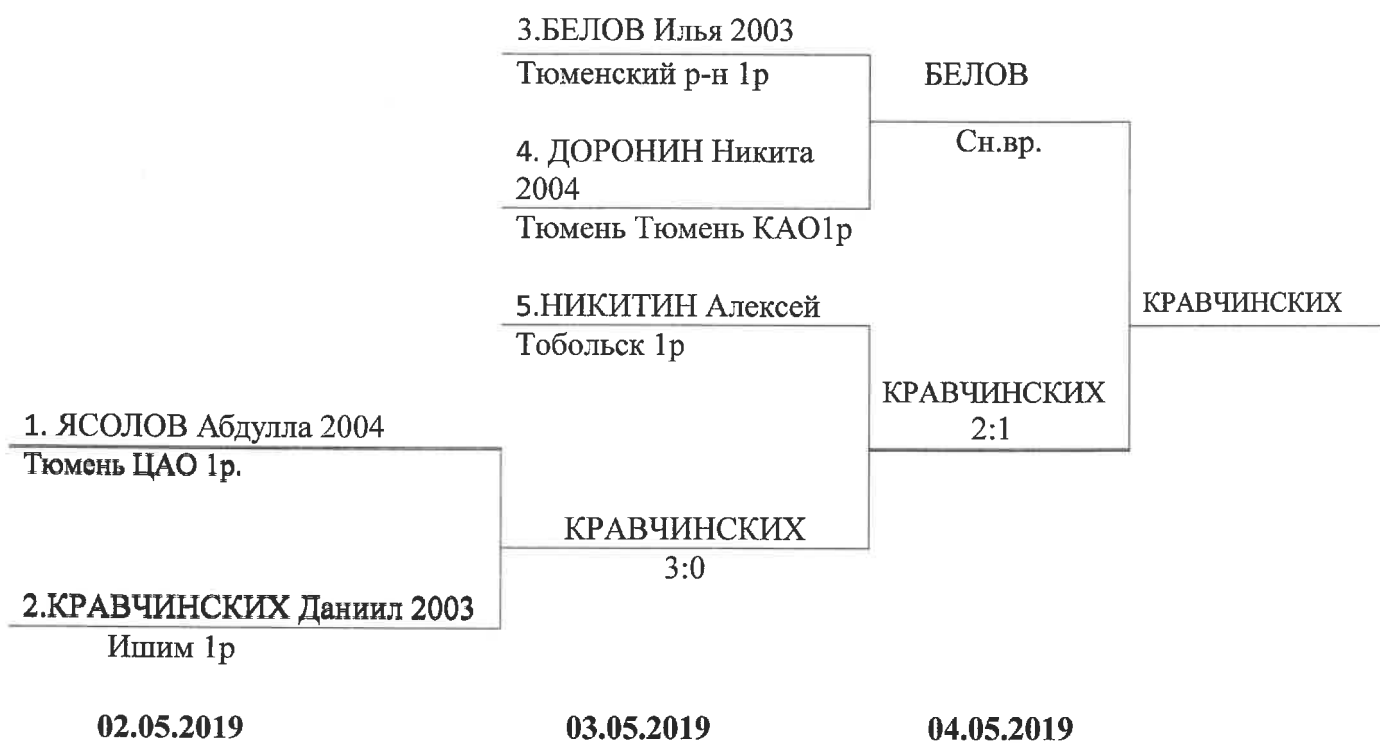 3.БЕЛОВ Илья 2003
Тюменский р-н 1р
БЕЛОВ
Сн.вр.
4. ДОРОНИН Никита
2004
Тюмень Тюмень КАО1р
5.НИКИТИН Алексей
Тобольск 1р
КРАВЧИНСКИХ
КРАВЧИНСКИХ
2:1
1. ЯСОЛОВ Абдулла 2004
Тюмень ЦАО 1р.
КРАВЧИНСКИХ
3:0
2.КРАВЧИНСКИХ Даниил 2003
Ишим 1р
02.05.2019
03.05.2019
04.05.2019